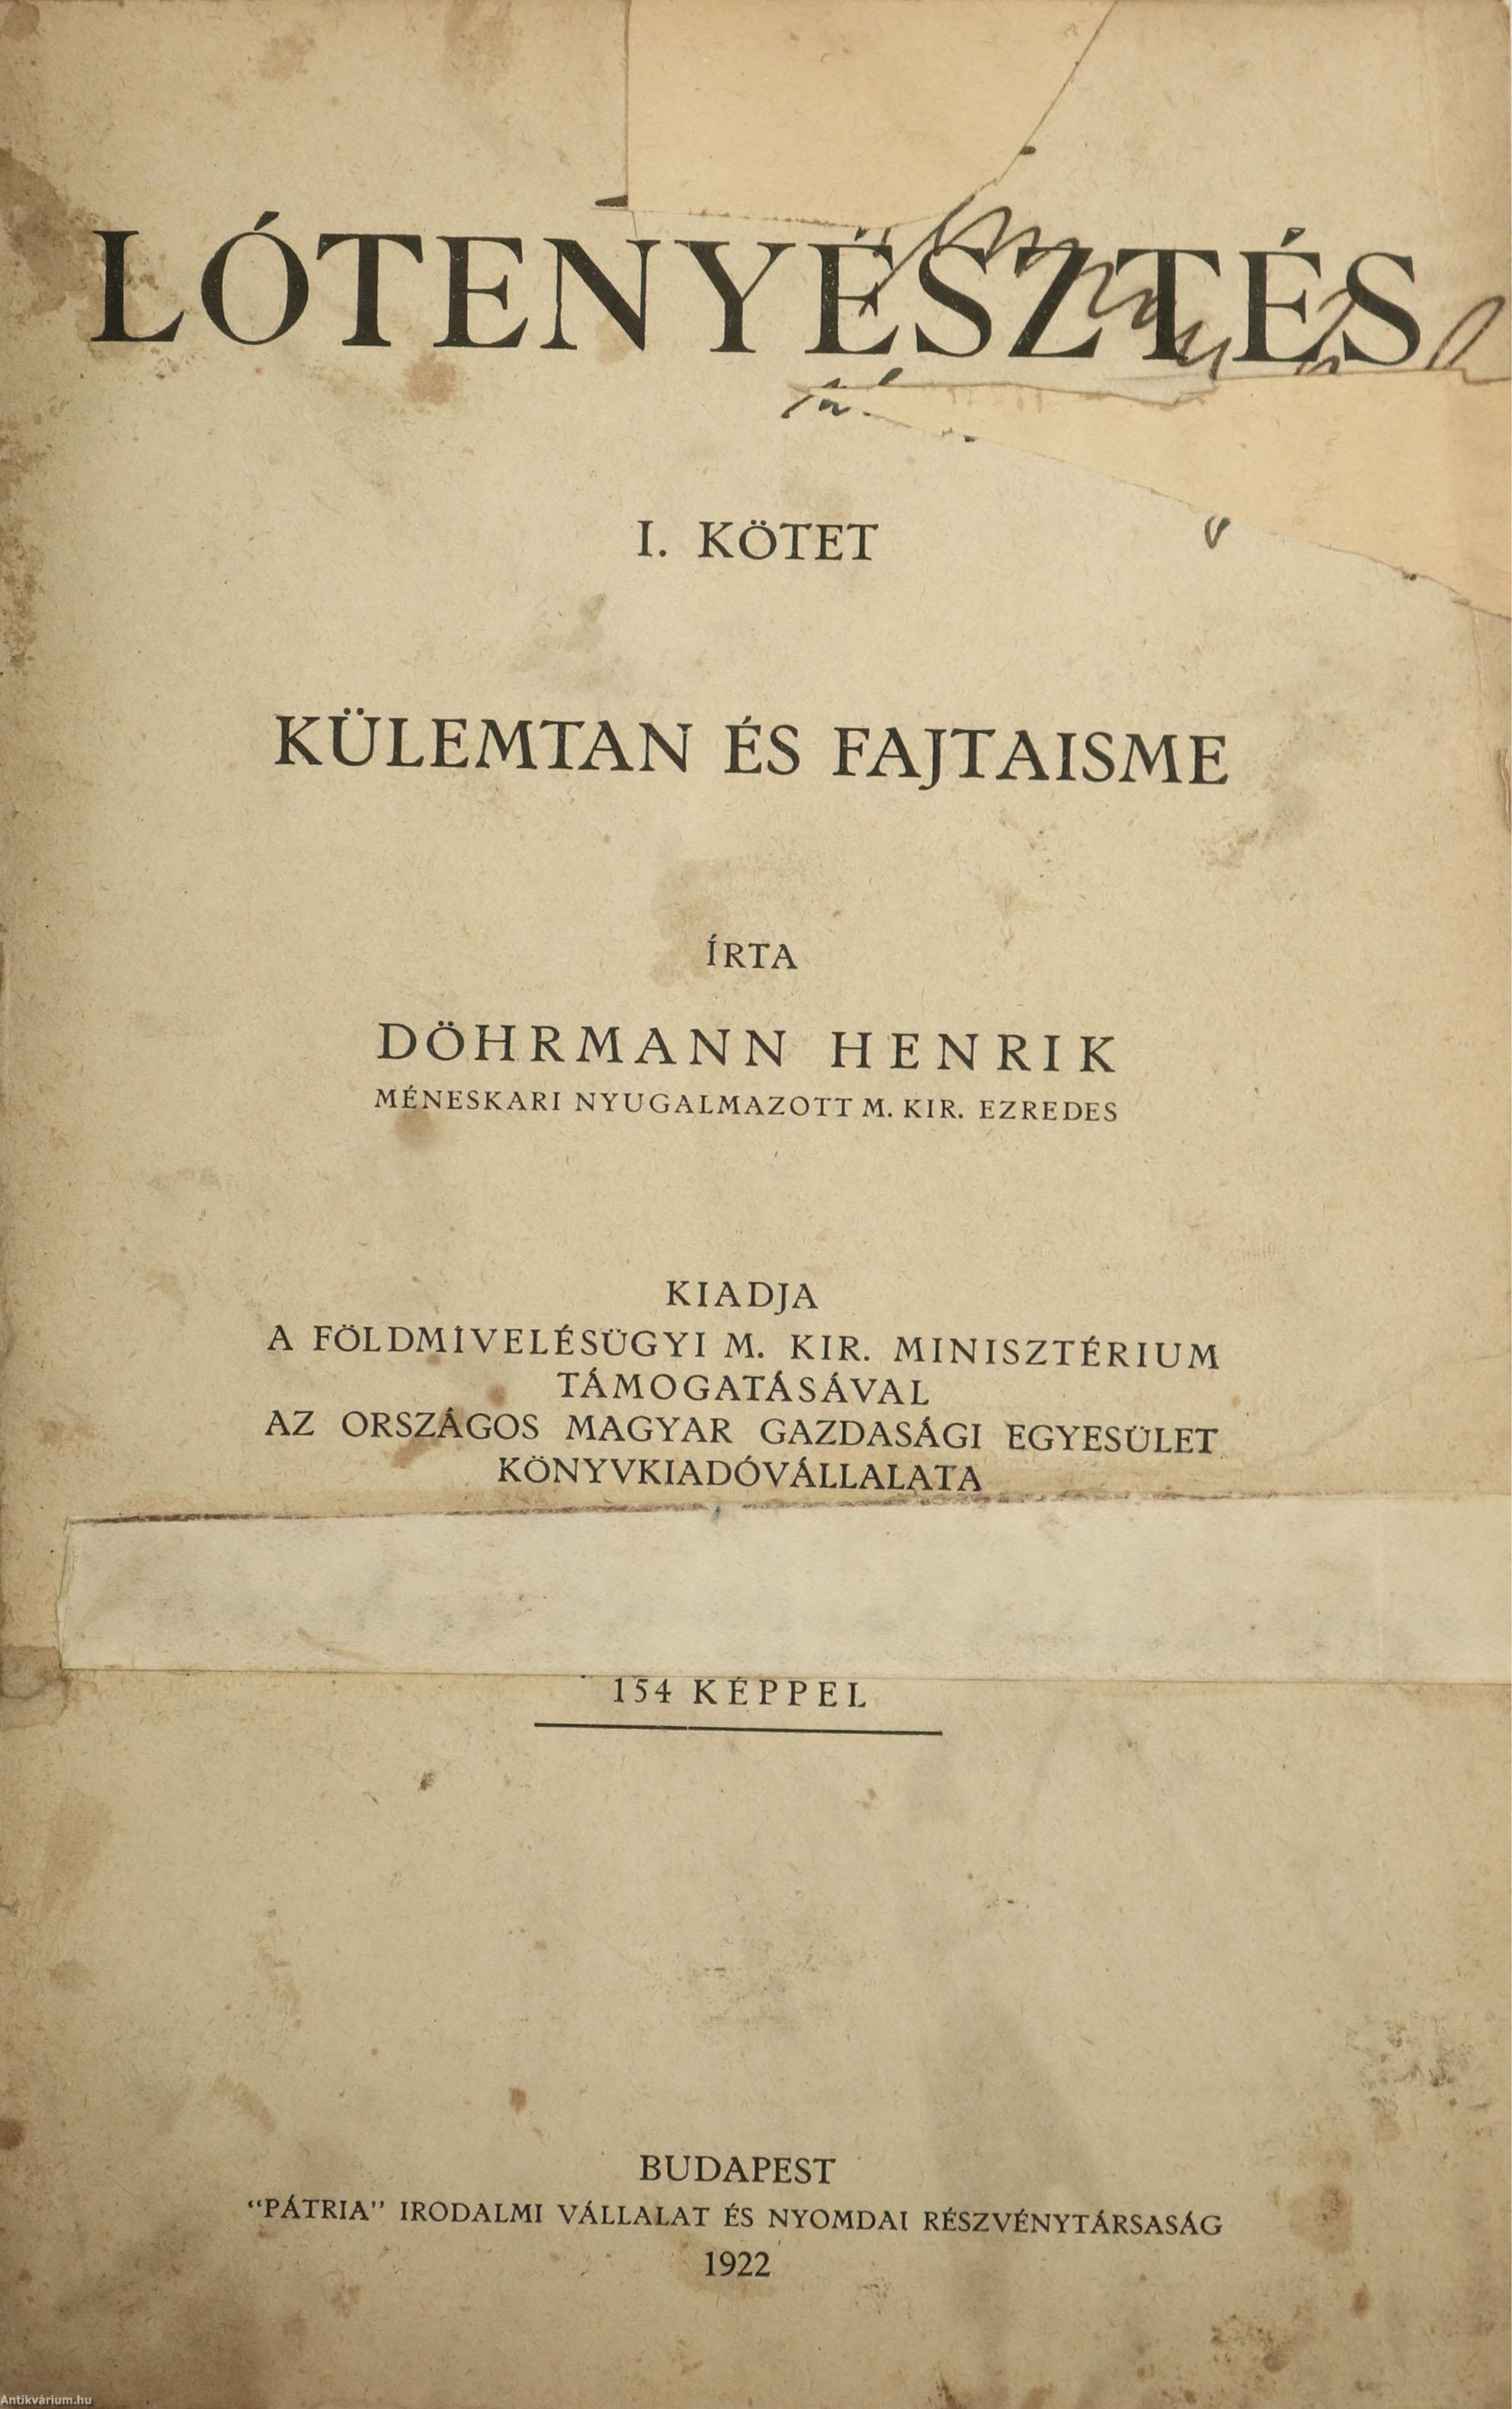 LÓTENYÉSZTÉS
I. KÖTET
KÜLEMTAN ÉS FAJTAISME
ÍRTA
DÖHRMANN HENRIK
MÉNESKARI NYUGALMAZOTT M. KIR. EZREDES
KIADJA
A FÖLDMÍVELÉSÜGYI M. KIR. MINISZTÉRIUM
TÁMOGATÁSÁVAL
AZ ORSZÁGOS MAGYAR GAZDASÁGI EGYESÜLET
KÖNYVKIADÓVÁLLALATA
154 KÉPPEL
BUDAPEST
“PÁTRIA” IRODALMI VÁLLALAT ÉS NYOMDAI RÉSZVÉNYTÁRSASÁG
1922
Antikvárium.hu